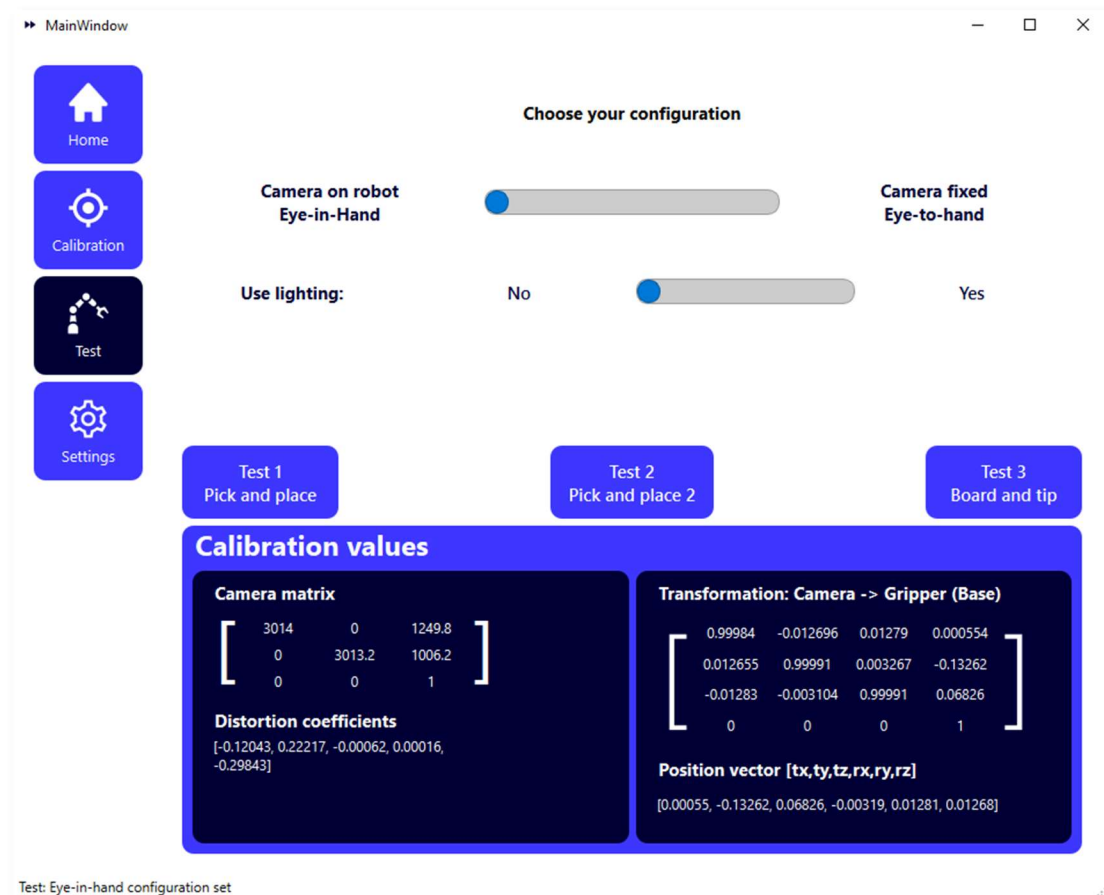 MainWindow
Home
Calibration
Test
Settings
Choose your configuration
Camera on robot
Eye-in-Hand
Camera fixed
Eye-to-hand
Use lighting: No Yes
Test 1
Pick and place
Test 2
Pick and place 2
Test 3
Board and tip
Calibration values
Camera matrix
3014 0 1249.8
0 3013.2 1006.2
0 0 1
Distortion coefficients
[-0.12043, 0.22217, -0.00062, 0.00016,
-0.29843]
Transformation: Camera -> Gripper (Base)
0.99984 -0.012696 0.01279 0.000554
0.012655 0.99991 0.003267 -0.13262
-0.01283 -0.003104 0.99991 0.06826
0 0 0 1
Position vector [tx,ty,tz,rx,ry,rz]
[0.00055, -0.13262, 0.06826, -0.00319, 0.01281, 0.01268]
Test: Eye-in-hand configuration set